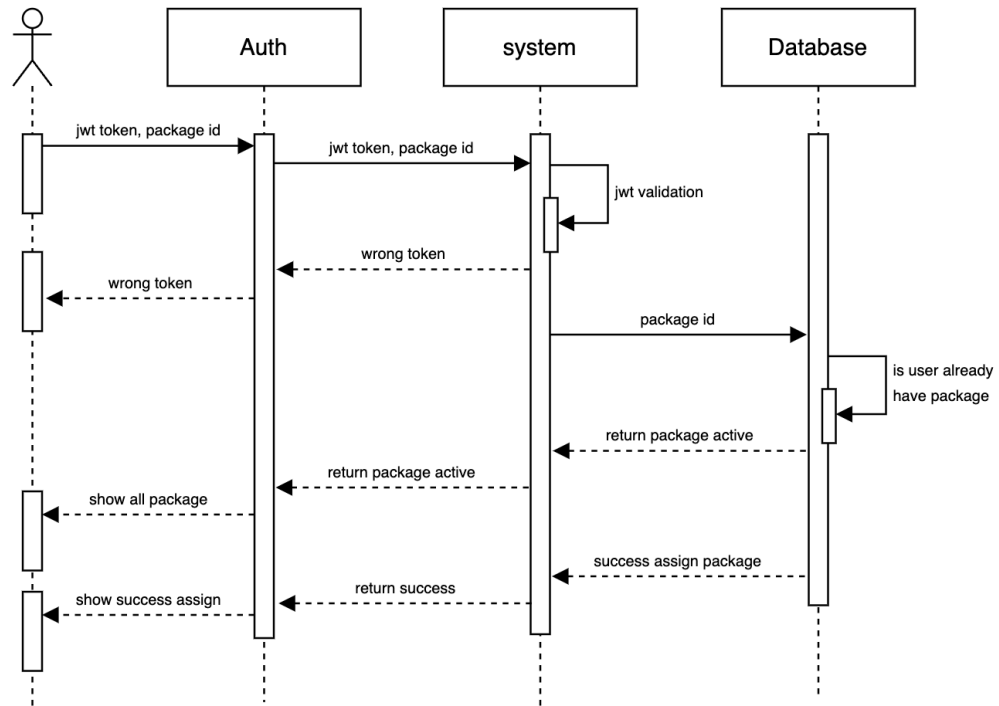 Auth
system
Database
jwt token, package id
jwt token, package id
jwt validation
wrong token
wrong token
package id
is user already
have package
return package active
return package active
show all package
success assign package
return success
show success assign